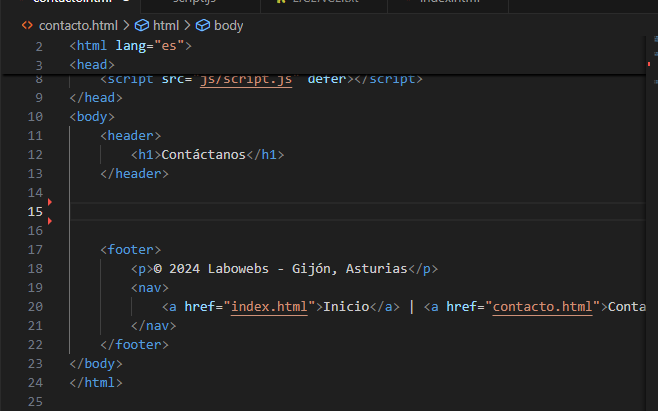 contacto.html
script.js
index.html
contacto.html > html > body
2 <html lang="es">
3 <head>
8 <script src="js/script.js" defer></script>
9 </head>
10 <body>
11 <header>
12 <h1>Contáctanos</h1>
13 </header>
14
15
16
17 <footer>
18 <p>© 2024 Labowebs - Gijón, Asturias</p>
19 <nav>
20 <a href="index.html">Inicio</a> | <a href="contacto.html">Conta
21 </nav>
22 </footer>
23 </body>
24 </html>
25